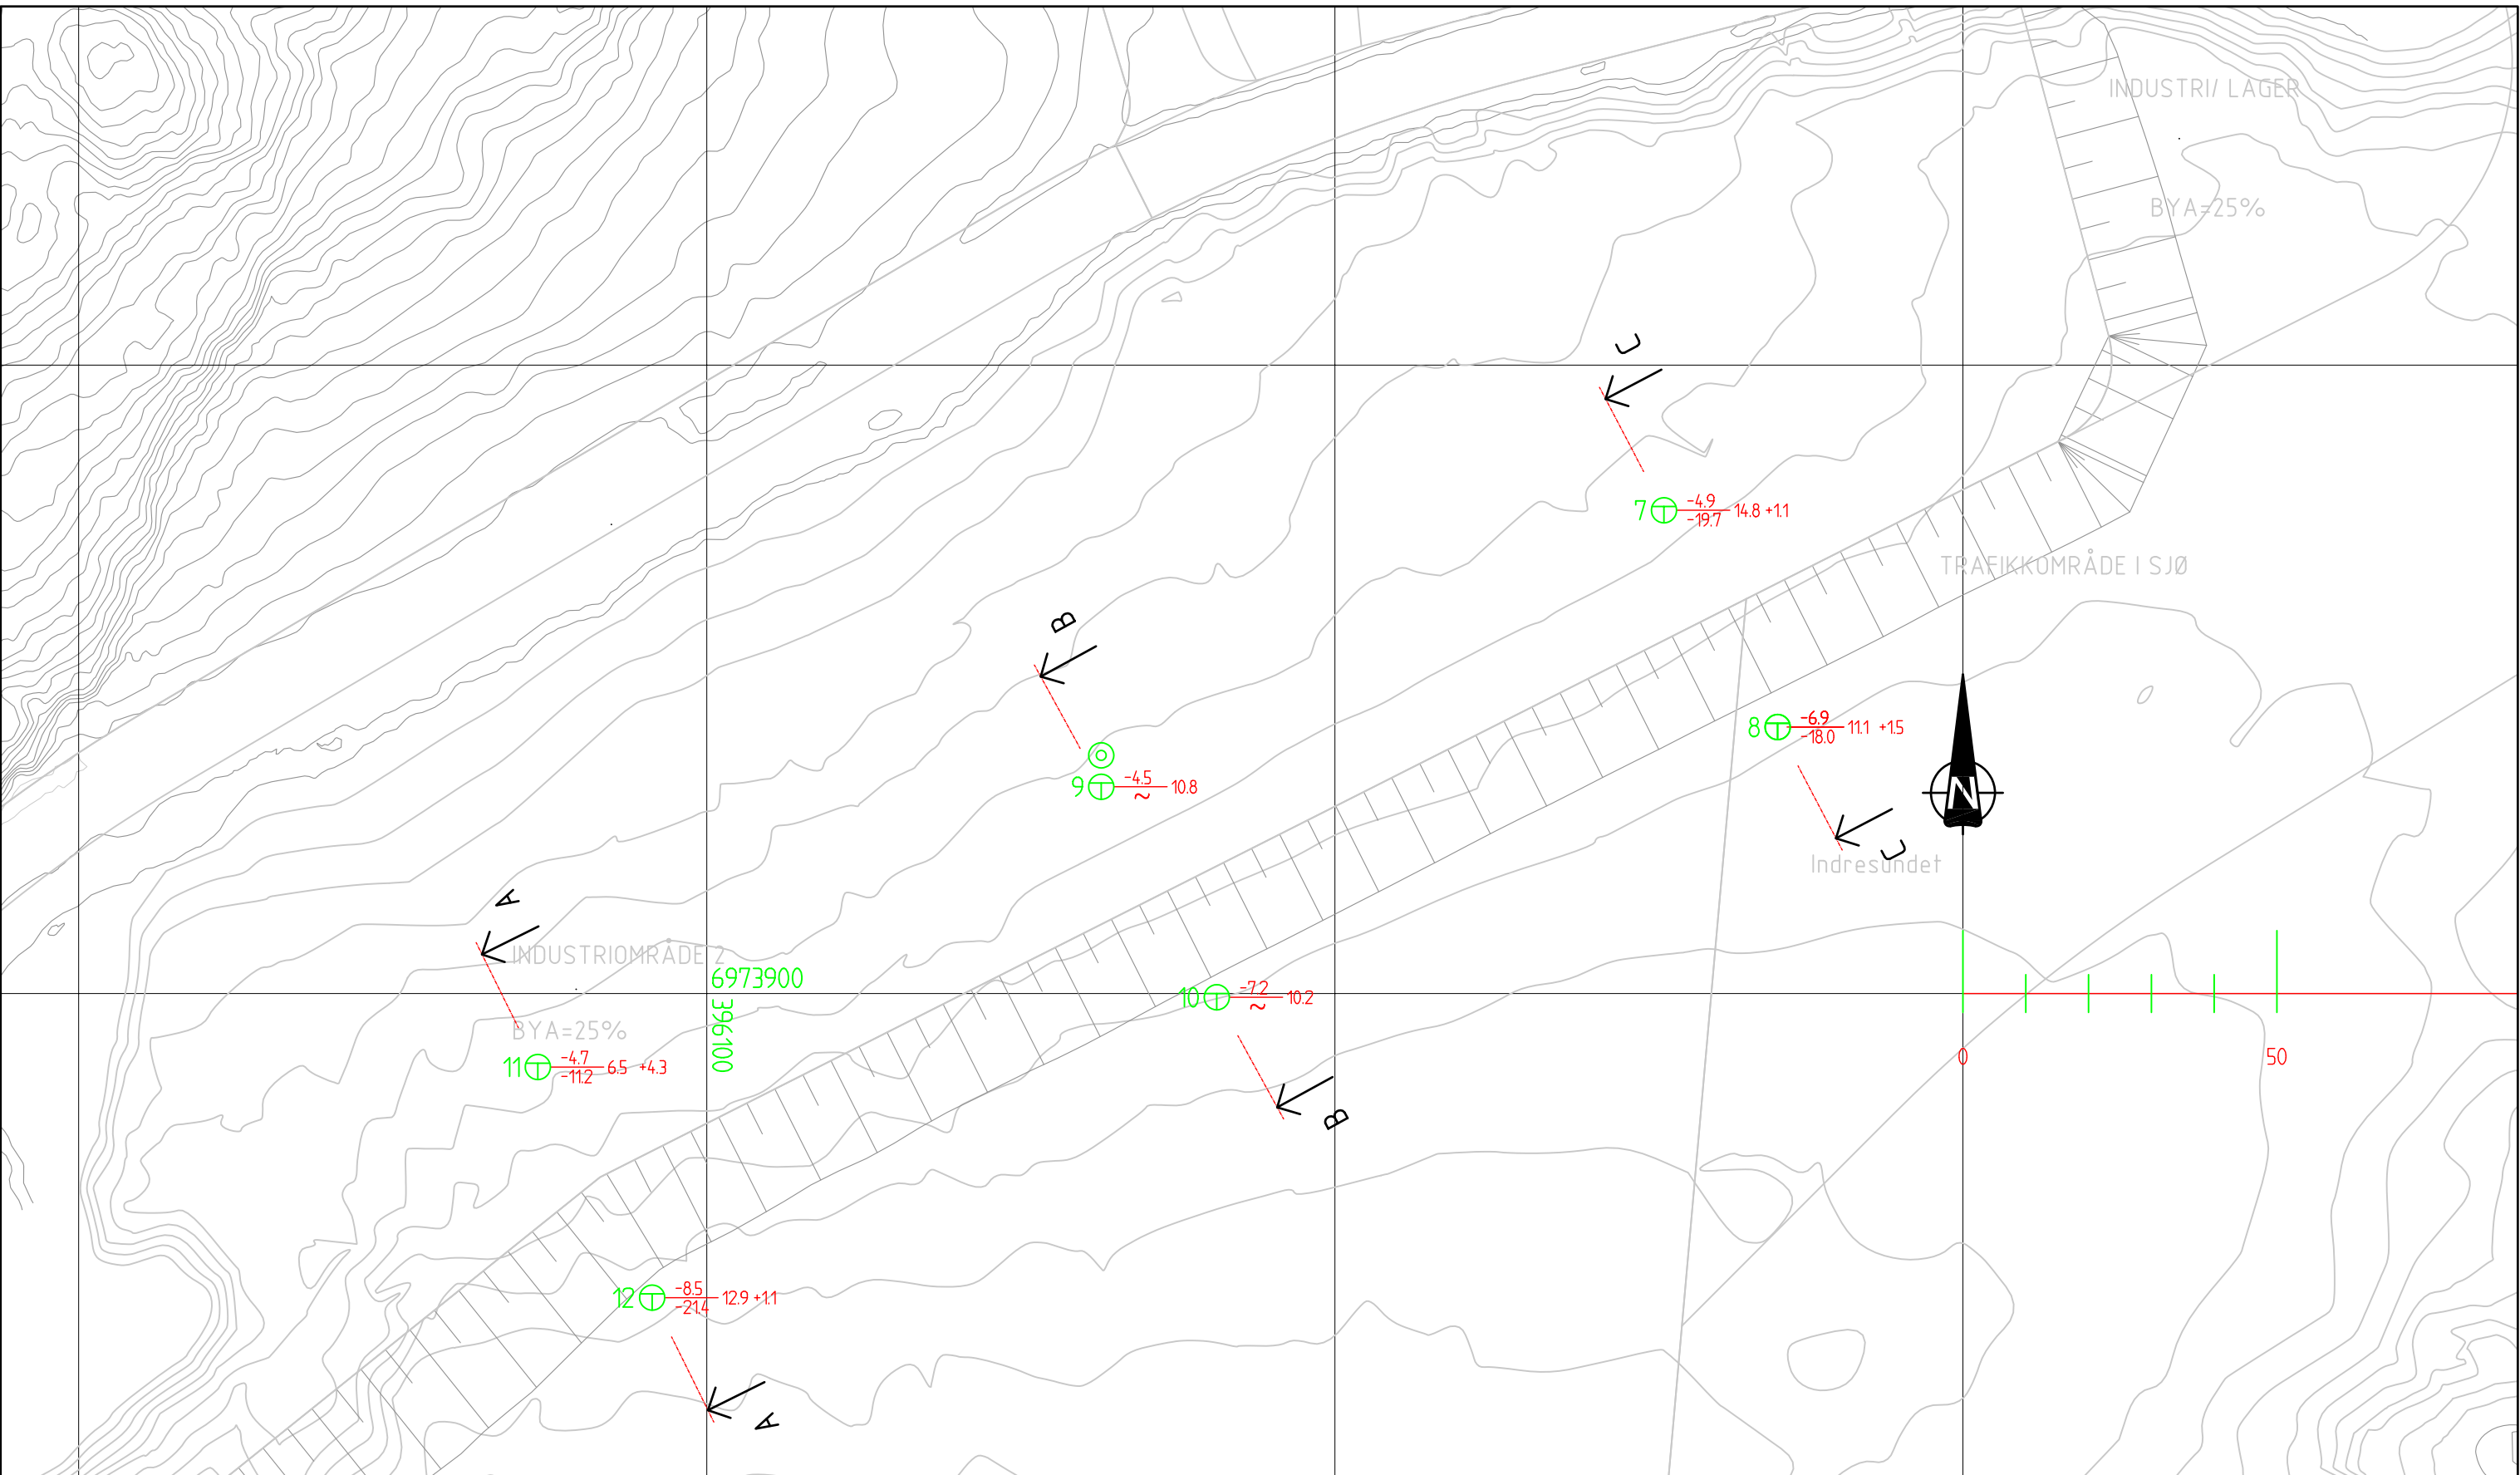 INDUSTRI/ LAGER
BYA=25%
C
7 -4.9 14.8 +1.1
-19.7
TRAFIKKOMRÅDE I SJØ
B
8 -6.9 11.1 +1.5
-18.0
9 -4.5 10.8
~
N
C
Indresundet
A
INDUSTRIOMRÅDE 2
6973900
396100
10 -7.2 10.2
~
BYA=25%
0 50
11 -4.7 6.5 +4.3
-11.2
B
12 -8.5 12.9 +1.1
-21.4
A